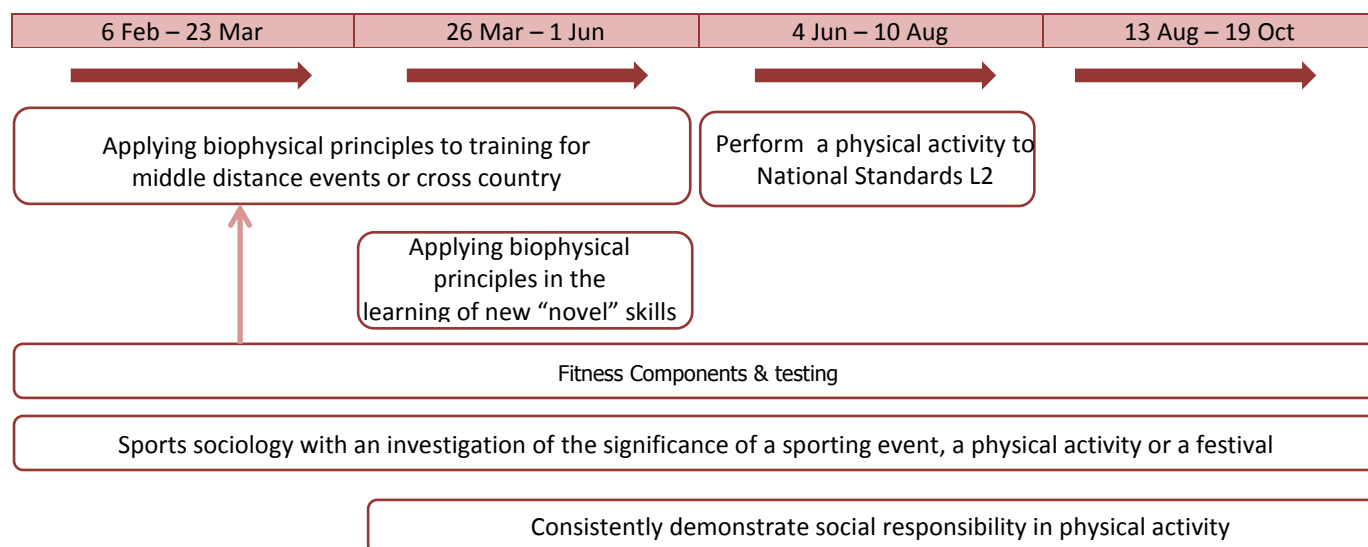 6 Feb – 23 Mar
26 Mar – 1 Jun
4 Jun – 10 Aug
13 Aug – 19 Oct
Applying biophysical principles to training for
middle distance events or cross country
Perform a physical activity to
National Standards L2
Applying biophysical
principles in the
learning of new “novel” skills
Fitness Components & testing
Sports sociology with an investigation of the significance of a sporting event, a physical activity or a festival
Consistently demonstrate social responsibility in physical activity